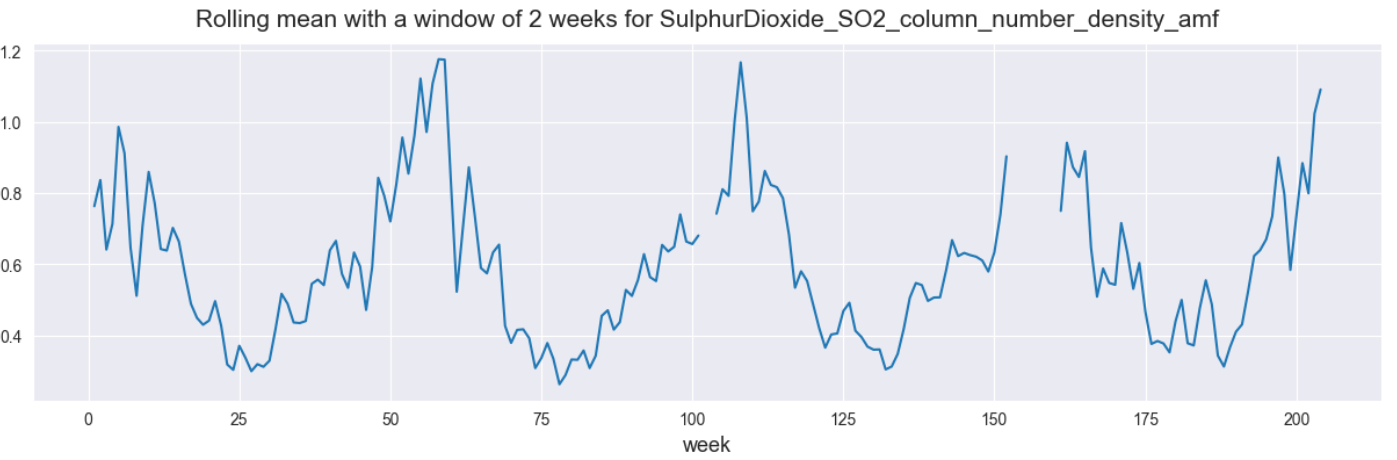 Rolling mean with a window of 2 weeks for SulphurDioxide_SO2_column_number_density_amf
1.2
1.0
0.8
0.6
0.4
0 25 50 75 100 125 150 175 200
week